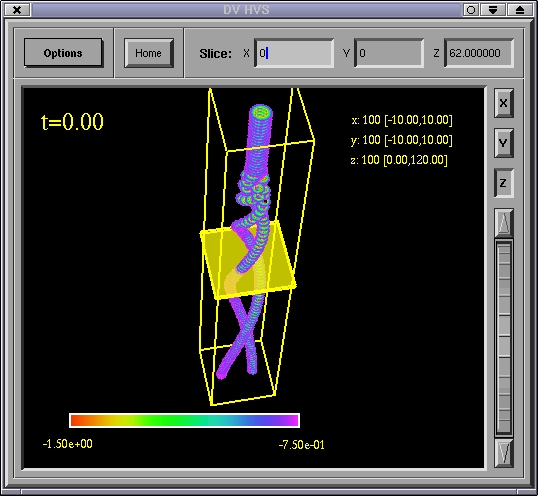 DV HVS
Options
Home
Slice: X 0 Y 0 Z 62.000000
t=0.00
x: 100 [-10.00,10.00]
y: 100 [-10.00,10.00]
z: 100 [0.00,120.00]
X
Y
Z
-1.50e+00 -7.50e-01